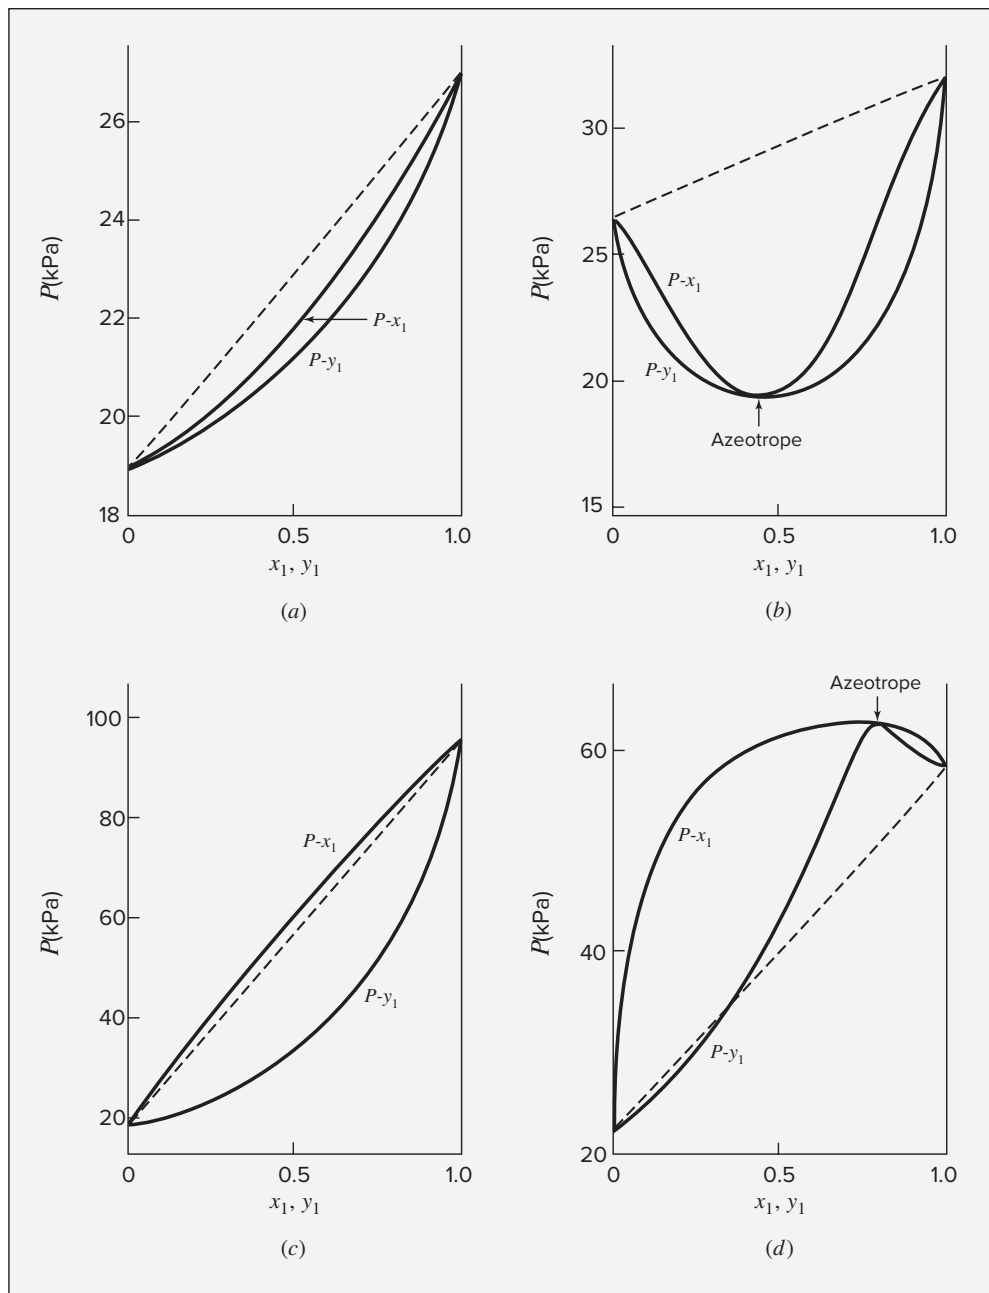 26
24
22
20
18
P(kPa)
P-x₁
P-y₁
0
0.5
1.0
x₁, y₁
(a)
30
25
20
15
P(kPa)
P-x₁
P-y₁
Azeotrope
0
0.5
1.0
x₁, y₁
(b)
100
80
60
40
20
P(kPa)
P-x₁
P-y₁
0
0.5
1.0
x₁, y₁
(c)
Azeotrope
60
40
20
P(kPa)
P-x₁
P-y₁
0
0.5
1.0
x₁, y₁
(d)